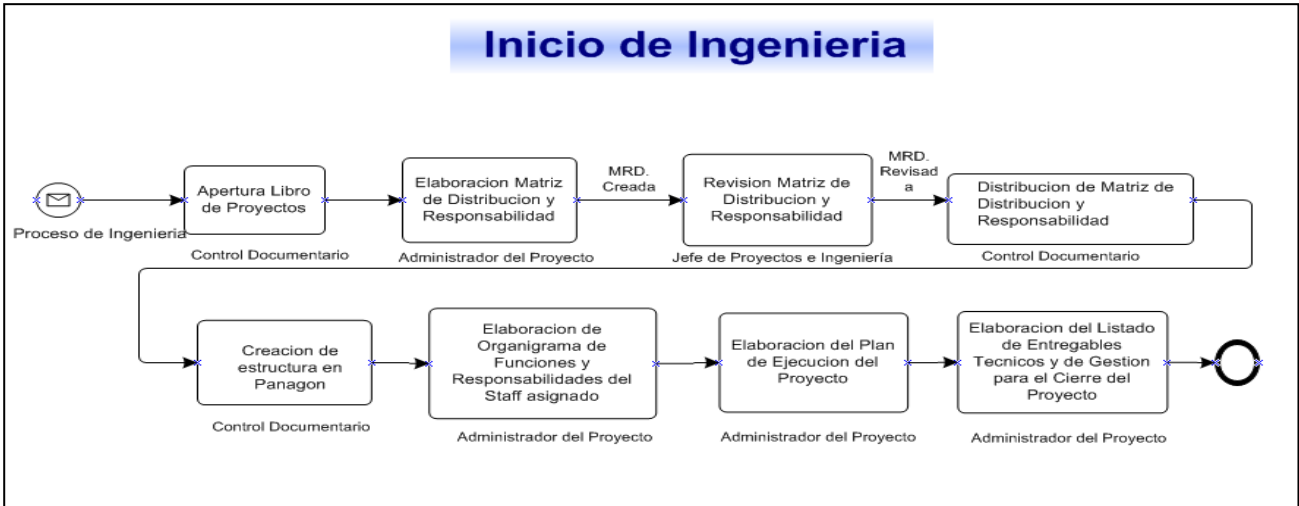 Inicio de Ingenieria
Proceso de Ingenieria
Apertura Libro
de Proyectos
Control Documentario
Elaboracion Matriz
de Distribucion y
Responsabilidad
Administrador del Proyecto
MRD.
Creada
Revision Matriz de
Distribucion y
Responsabilidad
Jefe de Proyectos e Ingeniería
MRD.
Revisad
a
Distribucion de Matriz de
Distribucion y
Responsabilidad
Control Documentario
Creacion de
estructura en
Panagon
Control Documentario
Elaboracion de
Organigrama de
Funciones y
Responsabilidades del
Staff asignado
Administrador del Proyecto
Elaboracion del Plan
de Ejecucion del
Proyecto
Administrador del Proyecto
Elaboracion del Listado
de Entregables
Tecnicos y de Gestion
para el Cierre del
Proyecto
Administrador del Proyecto